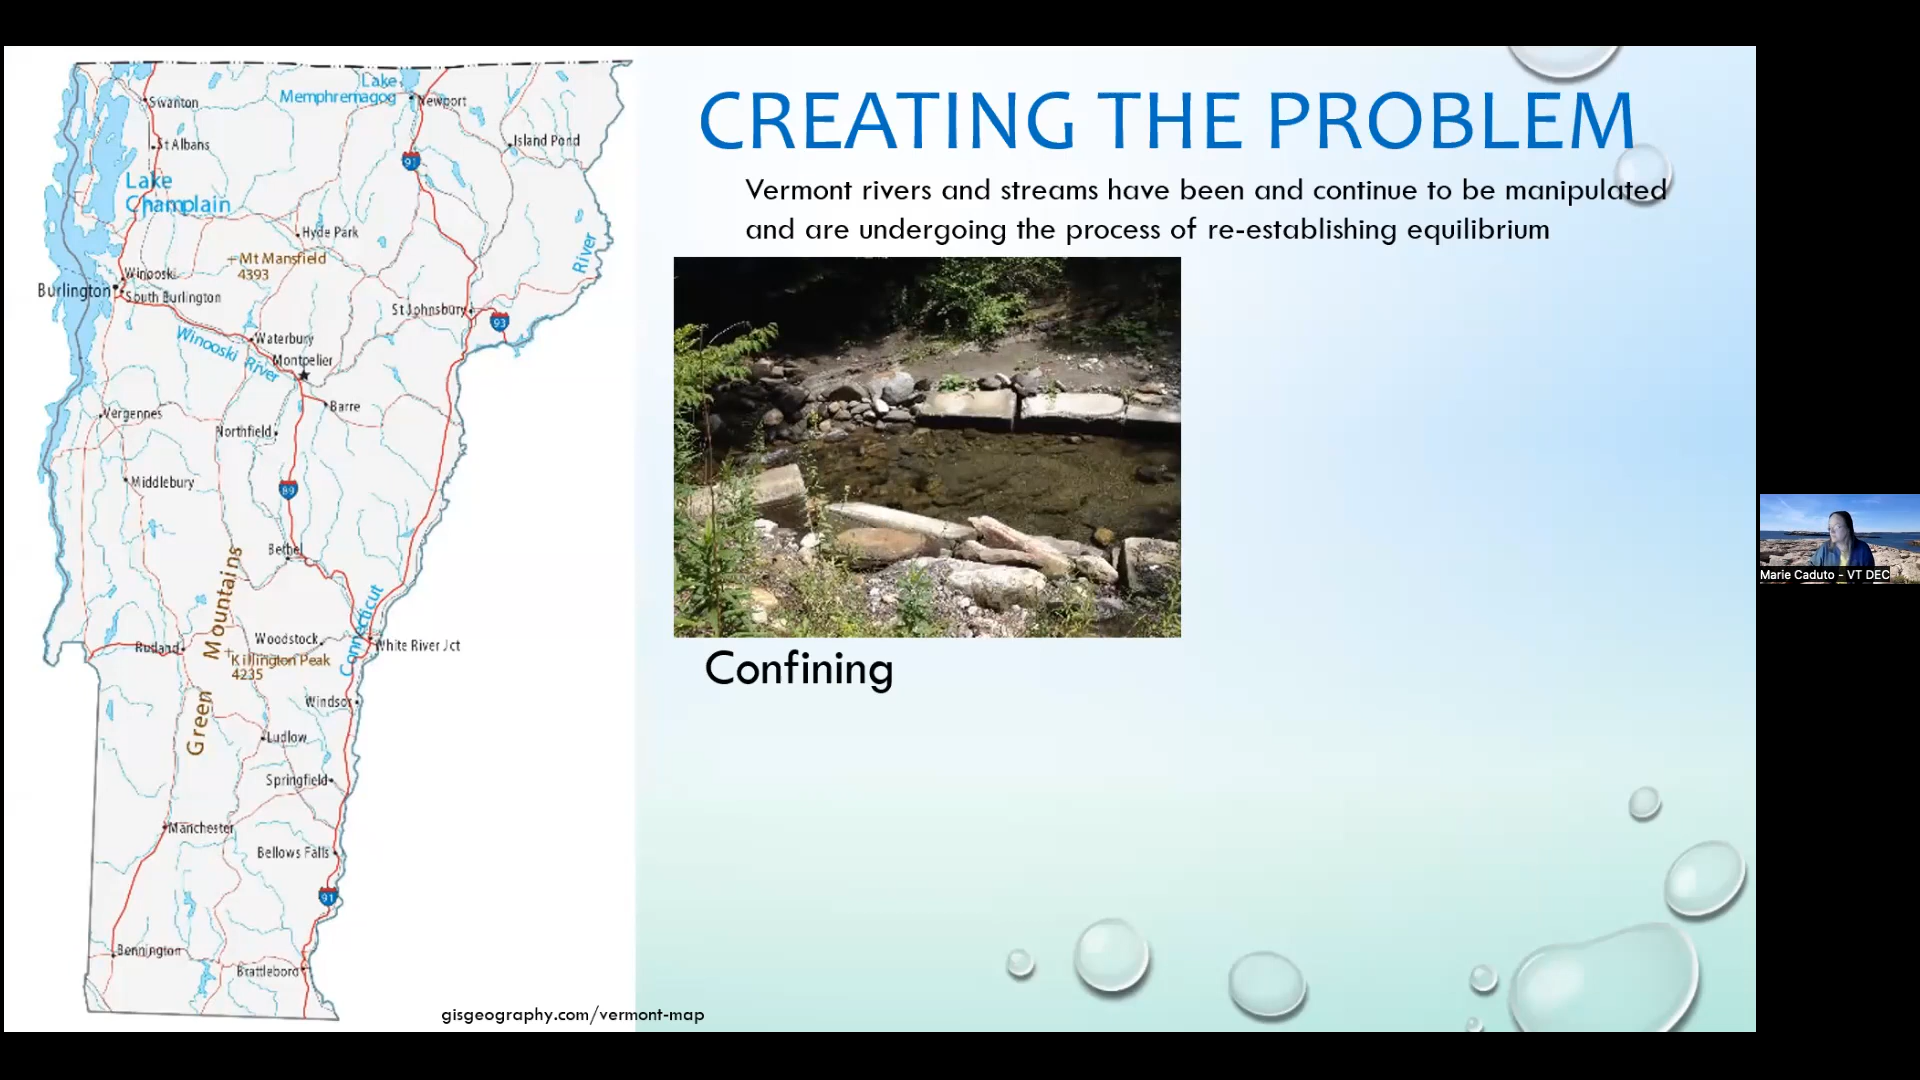 CREATING THE PROBLEM
Vermont rivers and streams have been and continue to be manipulated
and are undergoing the process of re-establishing equilibrium
Confining
Lake
Memphremagog
Newport
Swanton
Island Pond
St Albans
91
Lake
Champlain
Hyde Park
River
Mt Mansfield
4393
Winooski
Burlington
South Burlington
St Johnsbury
93
Winooski River
Waterbury
Montpelier
Vergennes
Barre
Northfield
Middlebury
89
Bethel
Green Mountains
Connecticut
Woodstock
White River Jct
Rutland
Killington Peak
4235
Windsor
Ludlow
Springfield
Manchester
Bellows Falls
91
Bennington
Brattleboro
gisgeography.com/vermont-map
Marie Caduto - VT DEC